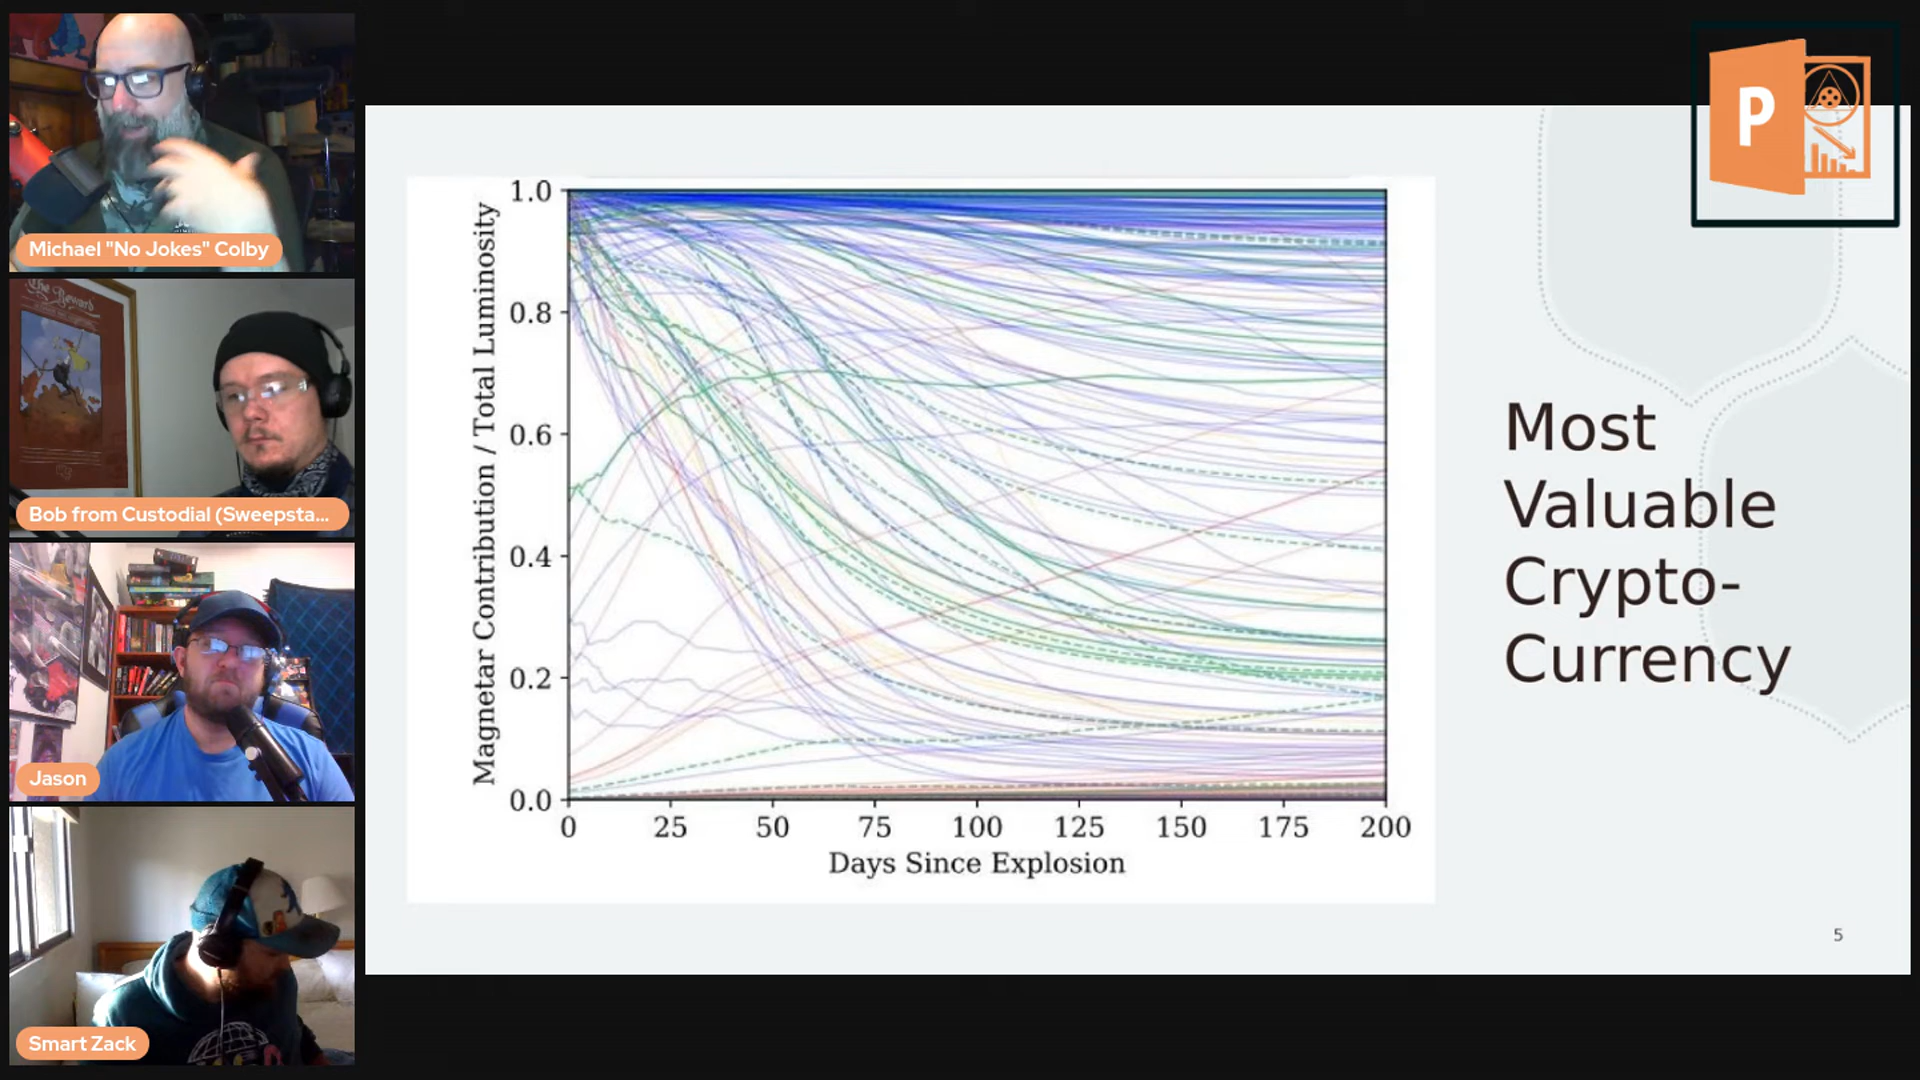 Michael "No Jokes" Colby
The Reward
Bob from Custodial (Sweepsta...
Jason
Smart Zack
P
Magnetar Contribution / Total Luminosity
1.0
0.8
0.6
0.4
0.2
0.0
0 25 50 75 100 125 150 175 200
Days Since Explosion
Most
Valuable
Crypto-
Currency
5